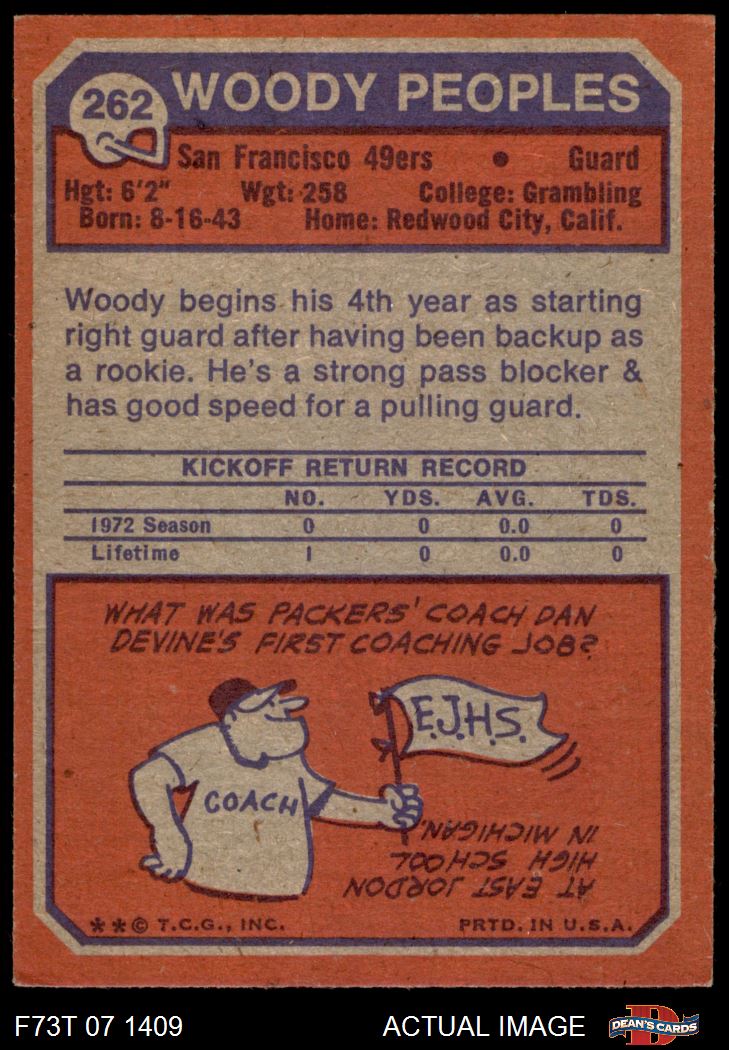 262
WOODY PEOPLES
San Francisco 49ers • Guard
Hgt: 6'2" Wgt: 258 College: Grambling
Born: 8-16-43 Home: Redwood City, Calif.
Woody begins his 4th year as starting
right guard after having been backup as
a rookie. He's a strong pass blocker &
has good speed for a pulling guard.
KICKOFF RETURN RECORD
NO. YDS. AVG. TDS.
1972 Season 0 0 0.0 0
Lifetime 1 0 0.0 0
WHAT WAS PACKERS' COACH DAN
DEVINE'S FIRST COACHING JOB?
E.J.H.S.
COACH
AT EAST JORDON
HIGH SCHOOL
IN MICHIGAN.
**© T.C.G., INC. PRTD. IN U.S.A.
F73T 07 1409 ACTUAL IMAGE
D
DEAN'S CARDS